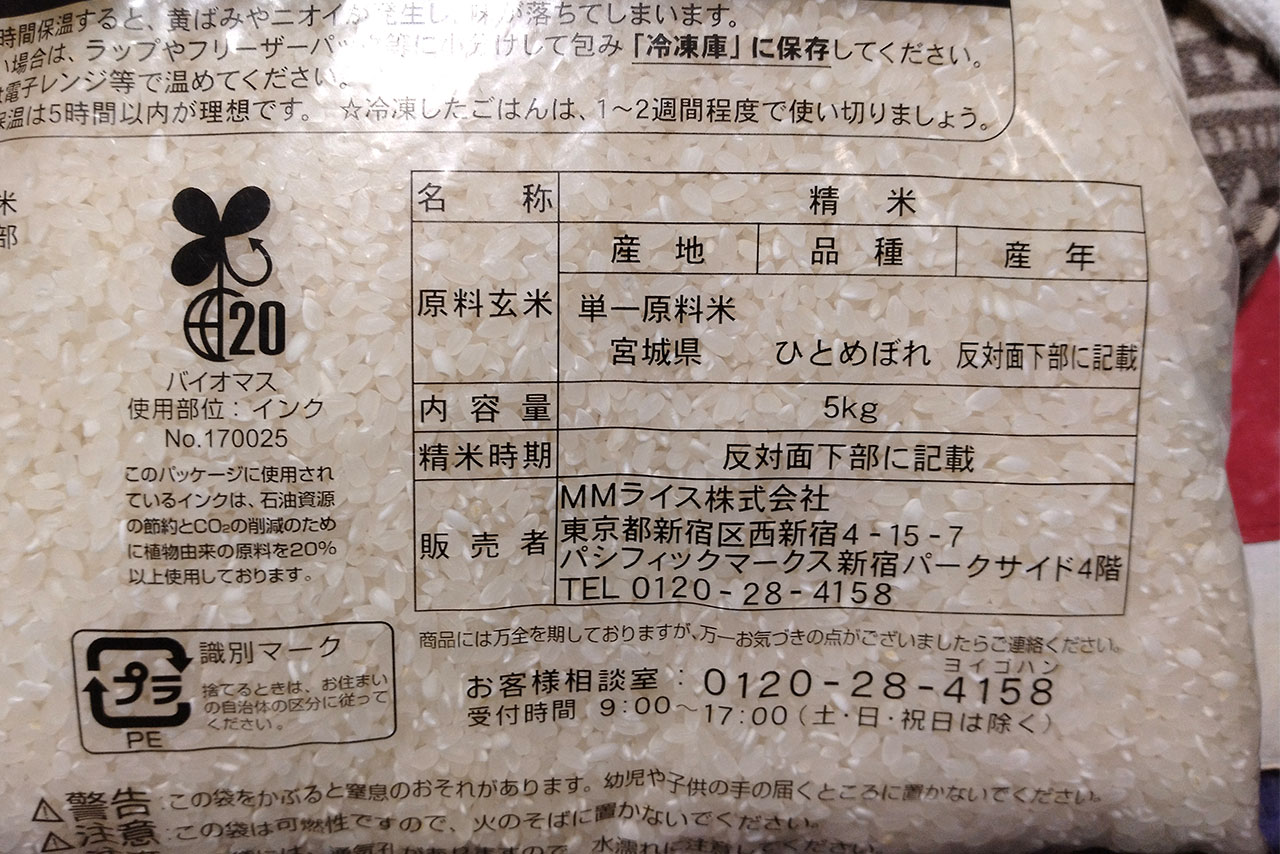 時間保温すると、黄ばみやニオイが発生し、味が落ちてしまいます。
い場合は、ラップやフリーザーパック等に小分けして包み「冷凍庫」に保存してください。
電子レンジ等で温めてください。
保温は5時間以内が理想です。 ☆冷凍したごはんは、1〜2週間程度で使い切りましょう。
米
部
20
バイオマス
使用部位：インク
No.170025
このパッケージに使用され
ているインクは、石油資源
の節約とCO₂の削減のため
に植物由来の原料を20%
以上使用しております。
名称 精米
原料玄米 産地 品種 産年
単一原料米
宮城県 ひとめぼれ 反対面下部に記載
内容量 5kg
精米時期 反対面下部に記載
販売者 MMライス株式会社
東京都新宿区西新宿4-15-7
パシフィックマークス新宿パークサイド4階
TEL 0120-28-4158
商品には万全を期しておりますが、万一お気づきの点がございましたらご連絡ください。
ヨイゴハン
お客様相談室：0120-28-4158
受付時間 9:00〜17:00（土・日・祝日は除く）
プラ
PE
識別マーク
捨てるときは、お住まい
の自治体の区分に従って
ください。
⚠警告：この袋をかぶると窒息のおそれがあります。幼児や子供の手の届くところに置かないでください。
⚠注意：この袋は可燃性ですので、火のそばに置かないでください。
通気孔がありますので、水濡れに注意してください。